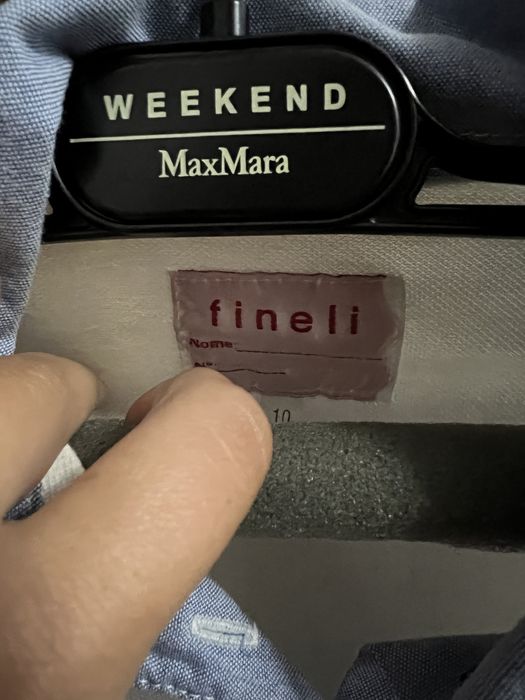 WEEKEND
MaxMara
fineli
Nome
10